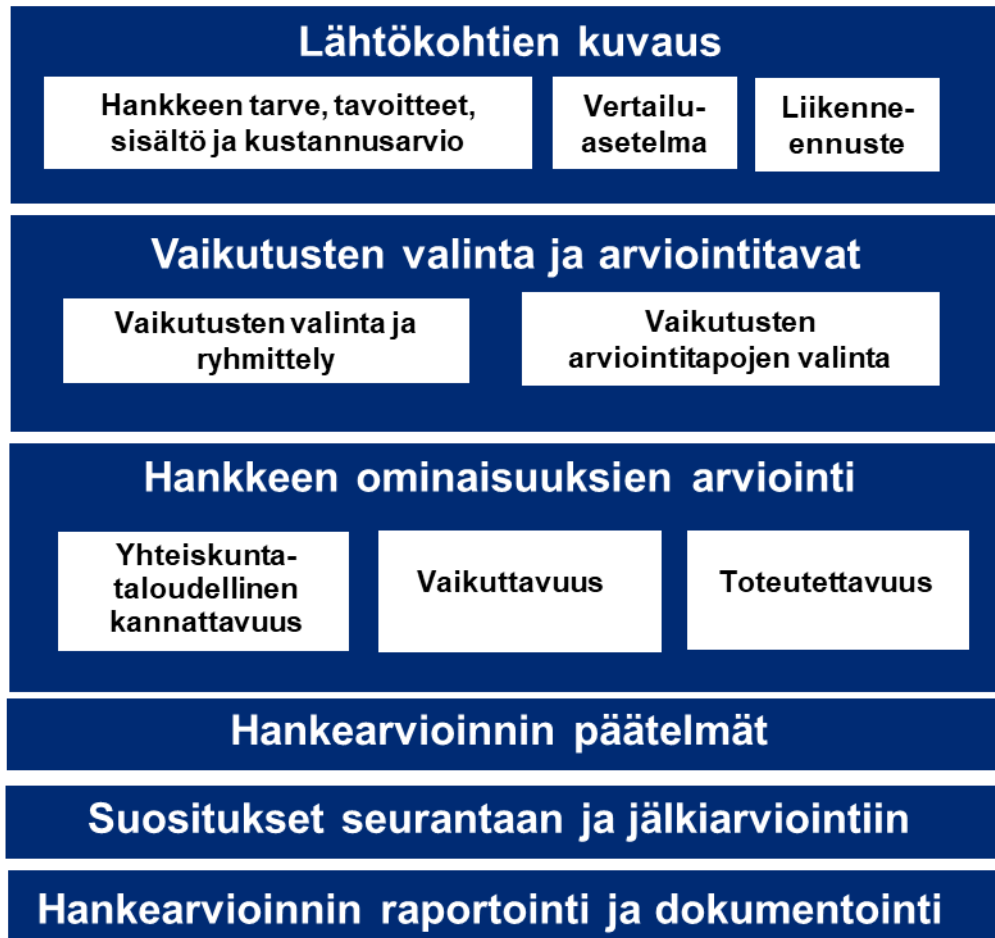 Lähtökohtien kuvaus
Hankkeen tarve, tavoitteet,
sisältö ja kustannusarvio
Vertailu-
asetelma
Liikenne-
ennuste
Vaikutusten valinta ja arviointitavat
Vaikutusten valinta ja
ryhmittely
Vaikutusten
arviointitapojen valinta
Hankkeen ominaisuuksien arviointi
Yhteiskunta-
taloudellinen
kannattavuus
Vaikuttavuus
Toteutettavuus
Hankearvioinnin päätelmät
Suositukset seurantaan ja jälkiarviointiin
Hankearvioinnin raportointi ja dokumentointi